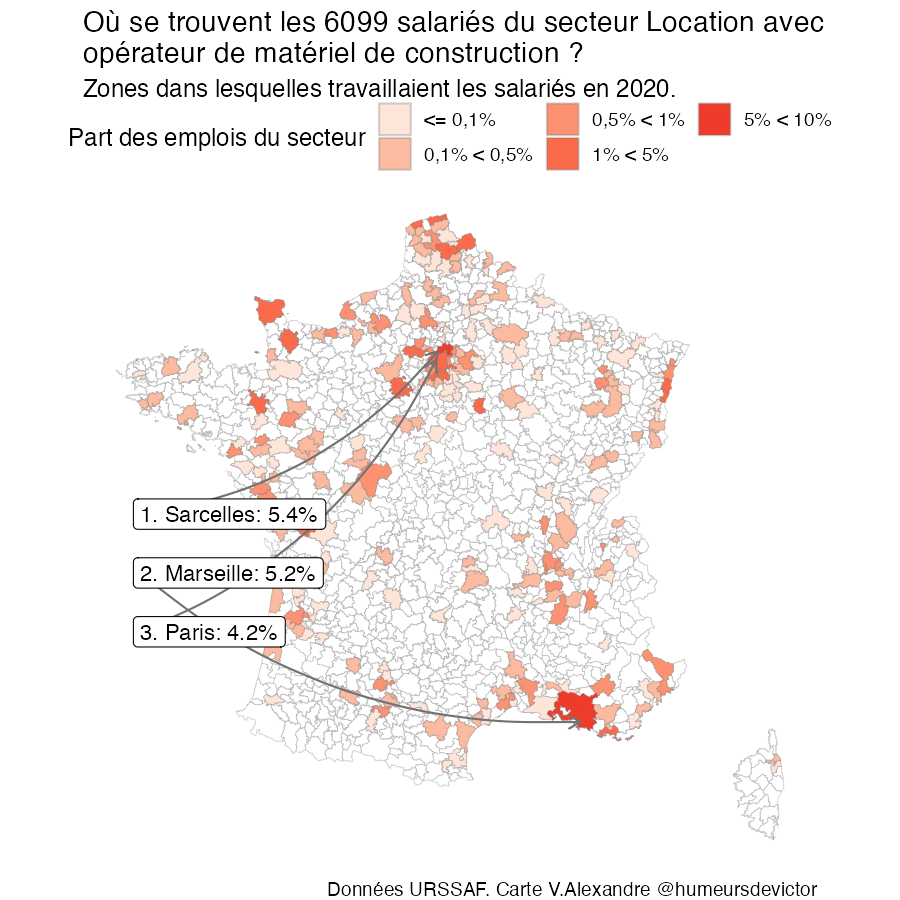 Où se trouvent les 6099 salariés du secteur Location avec
opérateur de matériel de construction ?
Zones dans lesquelles travaillaient les salariés en 2020.
Part des emplois du secteur
<= 0,1%
0,1% < 0,5%
0,5% < 1%
1% < 5%
5% < 10%
1. Sarcelles: 5.4%
2. Marseille: 5.2%
3. Paris: 4.2%
Données URSSAF. Carte V.Alexandre @humeursdevictor